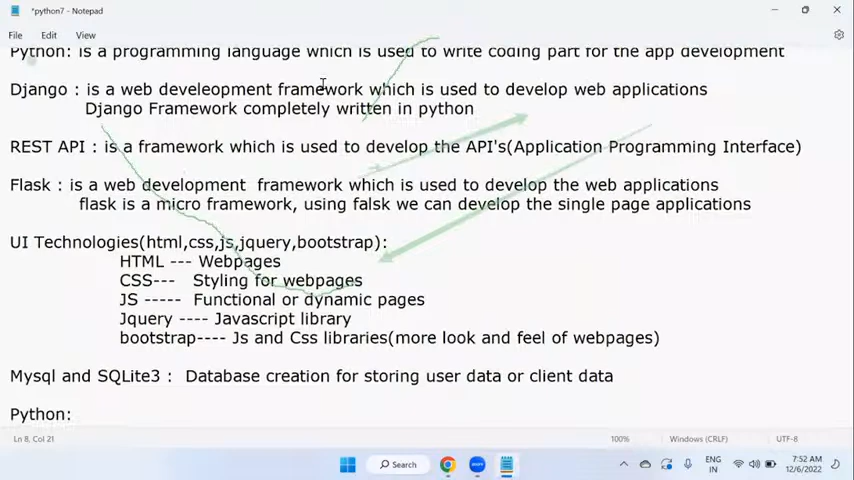 *python7 - Notepad
File Edit View
Python: is a programming language which is used to write coding part for the app development
Django : is a web develeopment framework which is used to develop web applications
Django Framework completely written in python
REST API : is a framework which is used to develop the API's(Application Programming Interface)
Flask : is a web development framework which is used to develop the web applications
flask is a micro framework, using falsk we can develop the single page applications
UI Technologies(html,css,js,jquery,bootstrap):
HTML --- Webpages
CSS--- Styling for webpages
JS ----- Functional or dynamic pages
Jquery ---- Javascript library
bootstrap---- Js and Css libraries(more look and feel of webpages)
Mysql and SQLite3 : Database creation for storing user data or client data
Python:
Ln 8, Col 21 100% Windows (CRLF) UTF-8
Search ENG 7:52 AM
IN 12/6/2022